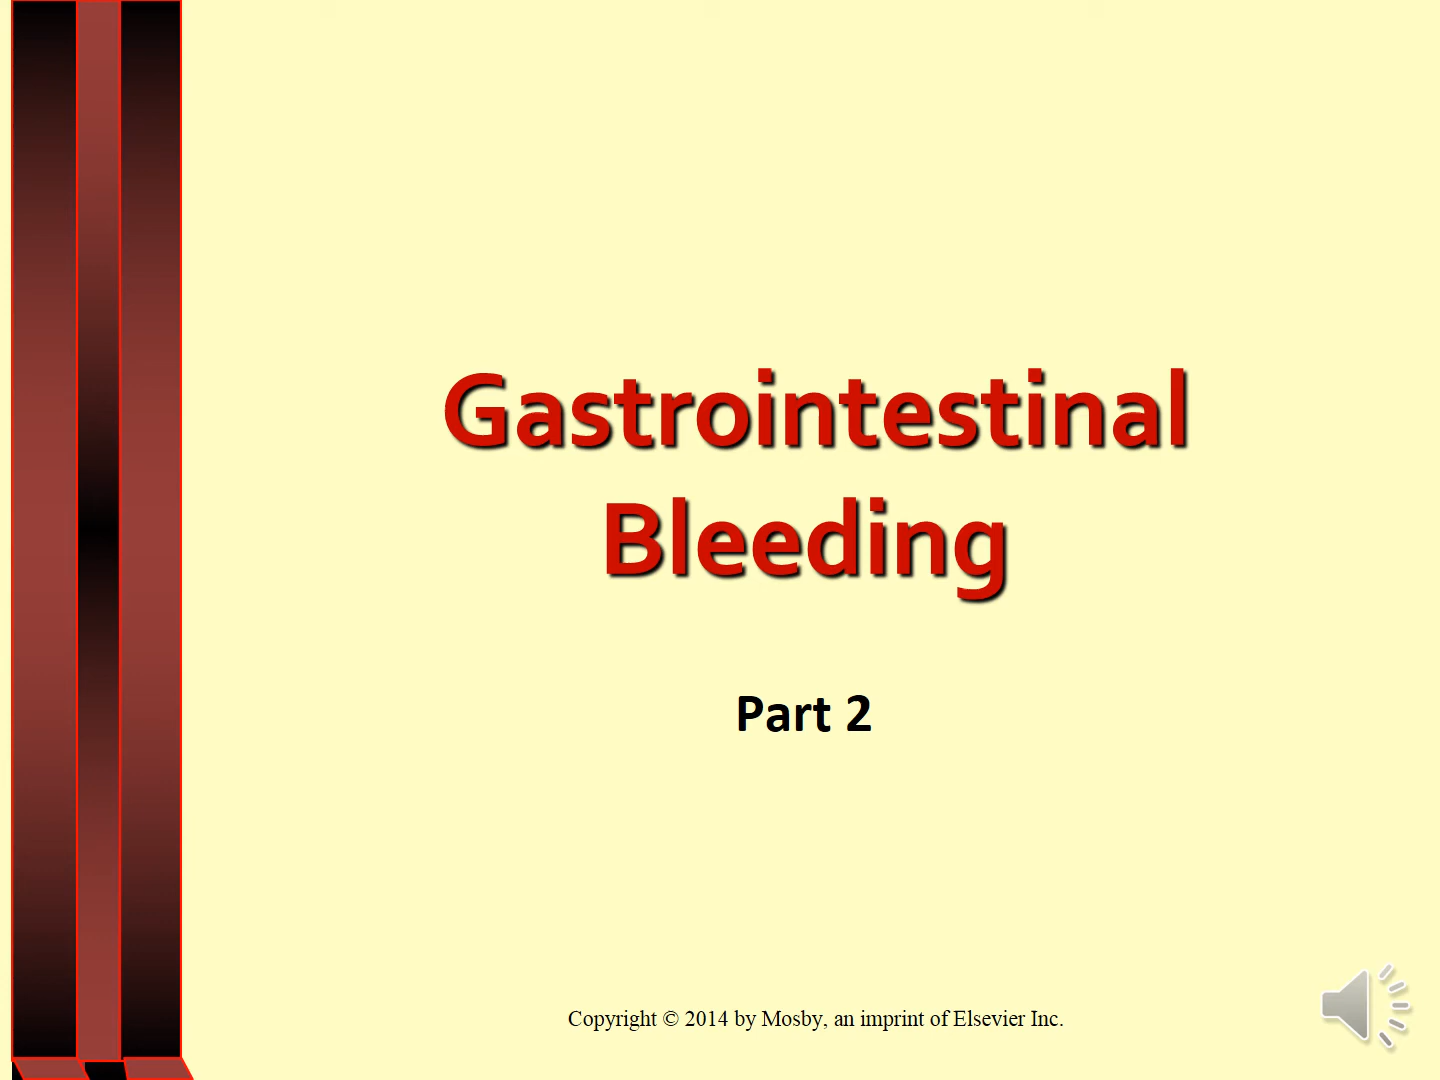 Gastrointestinal
Bleeding
Part 2
Copyright © 2014 by Mosby, an imprint of Elsevier Inc.